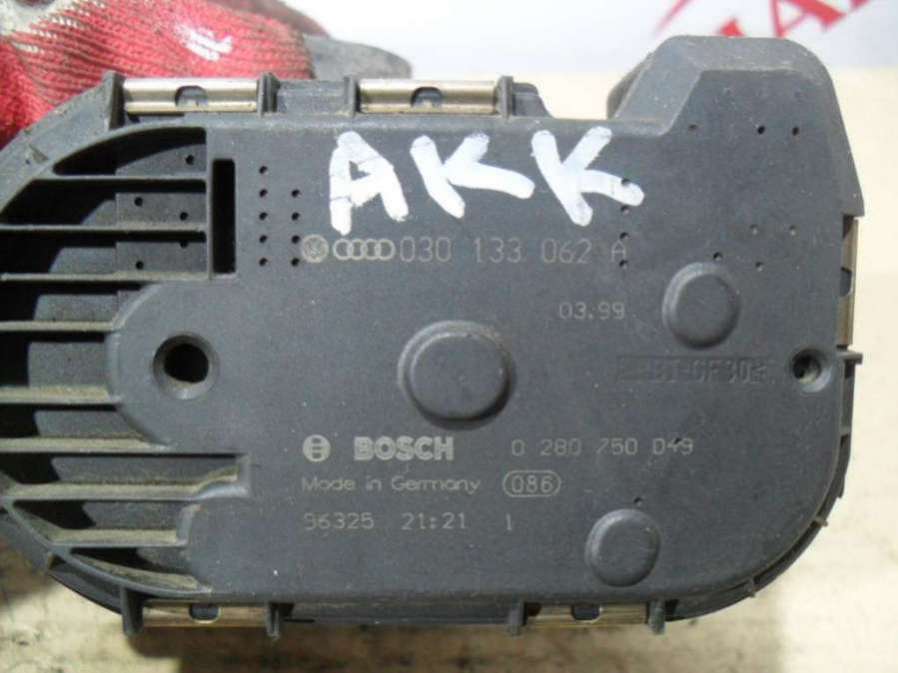 AKK
030 133 062 A
03.99
BOSCH 0 280 750 049
Made in Germany 086
96325 21:21 1